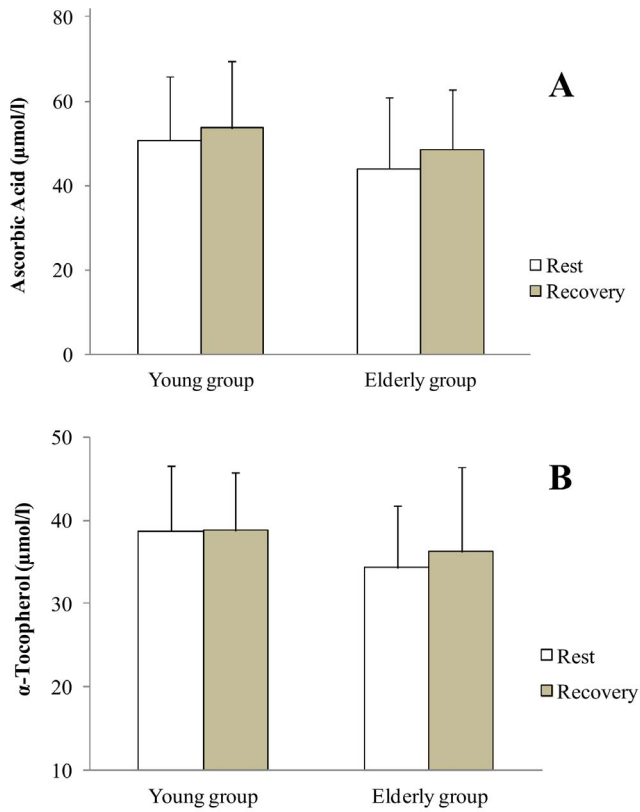 80
A
60
Ascorbic Acid (µmol/l)
40
Rest
Recovery
20
0
Young group Elderly group
50
B
40
α-Tocopherol (µmol/l)
30
Rest
20
Recovery
10
Young group Elderly group